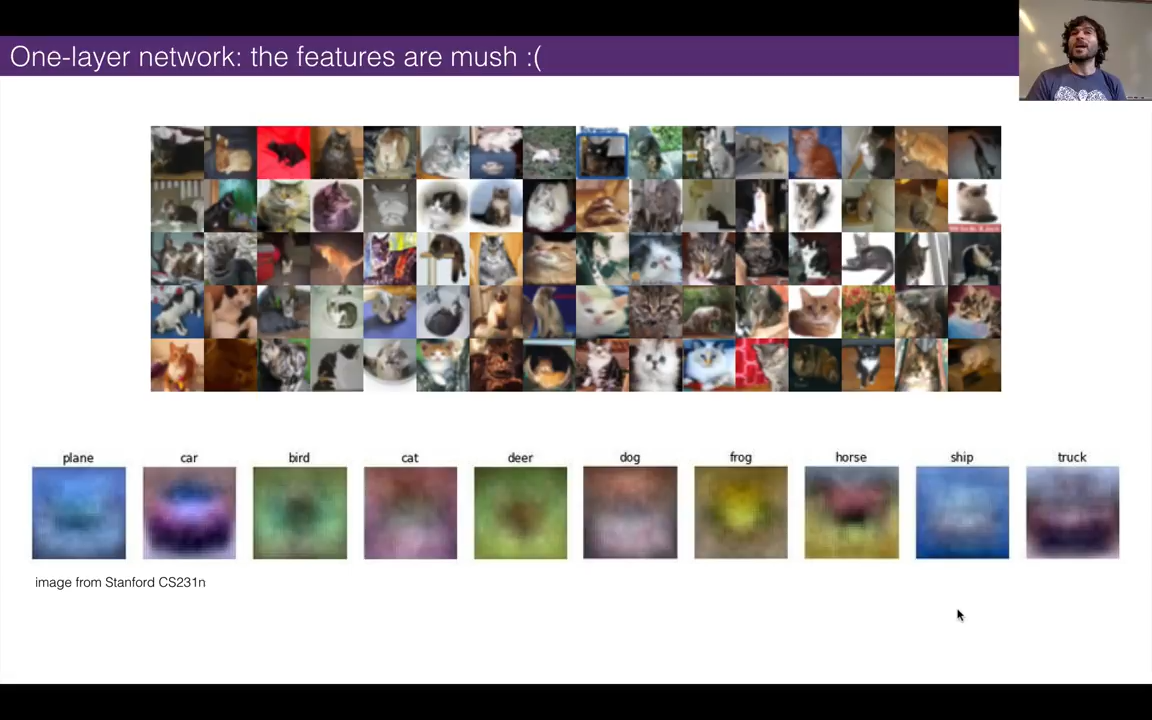 One-layer network: the features are mush :(
plane car bird cat deer dog frog horse ship truck
image from Stanford CS231n